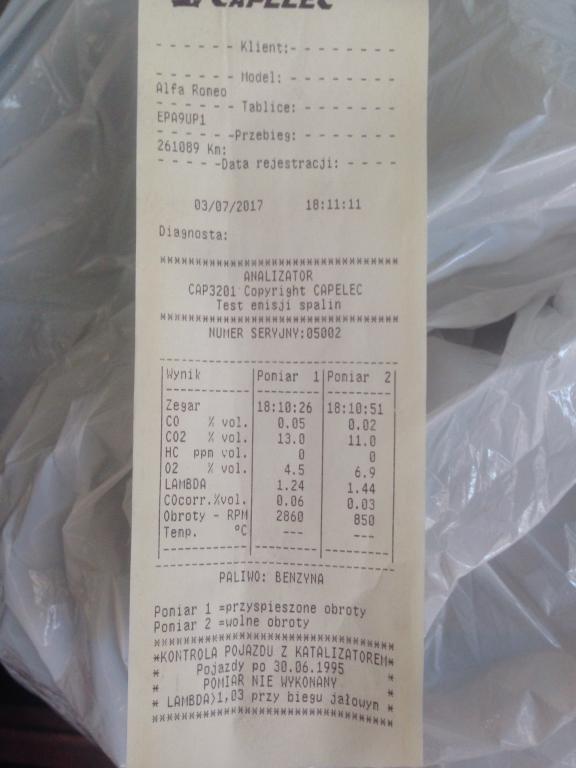 CAPELEC
- - - - - - Klient:- - - - - - - -
- - - - - - Model: - - - - - - - -
Alfa Romeo
- - - - - - Tablice: - - - - - - -
EPA9UP1
- - - - - -Przebieg: - - - - - - -
261089 Km:
- - - - -Data rejestracji: - - - -
03/07/2017 18:11:11
Diagnosta:
**************************************
ANALIZATOR
CAP3201 Copyright CAPELEC
Test emisji spalin
**************************************
NUMER SERYJNY:05002
Wynik |Pomiar 1|Pomiar 2|
Zegar 18:10:26 18:10:51
CO % vol. 0.05 0.02
CO2 % vol. 13.0 11.0
HC ppm vol. 0 0
O2 % vol. 4.5 6.9
LAMBDA 1.24 1.44
COcorr.%vol. 0.06 0.03
Obroty - RPM 2860 850
Temp. ºC --- ---
PALIWO: BENZYNA
Pomiar 1 =przyspieszone obroty
Pomiar 2 =wolne obroty
**************************************
*KONTROLA POJAZDU Z KATALIZATOREM*
* Pojazdy po 30.06.1995 *
* POMIAR NIE WYKONANY *
* LAMBDA>1,03 przy biegu jałowym *
**************************************